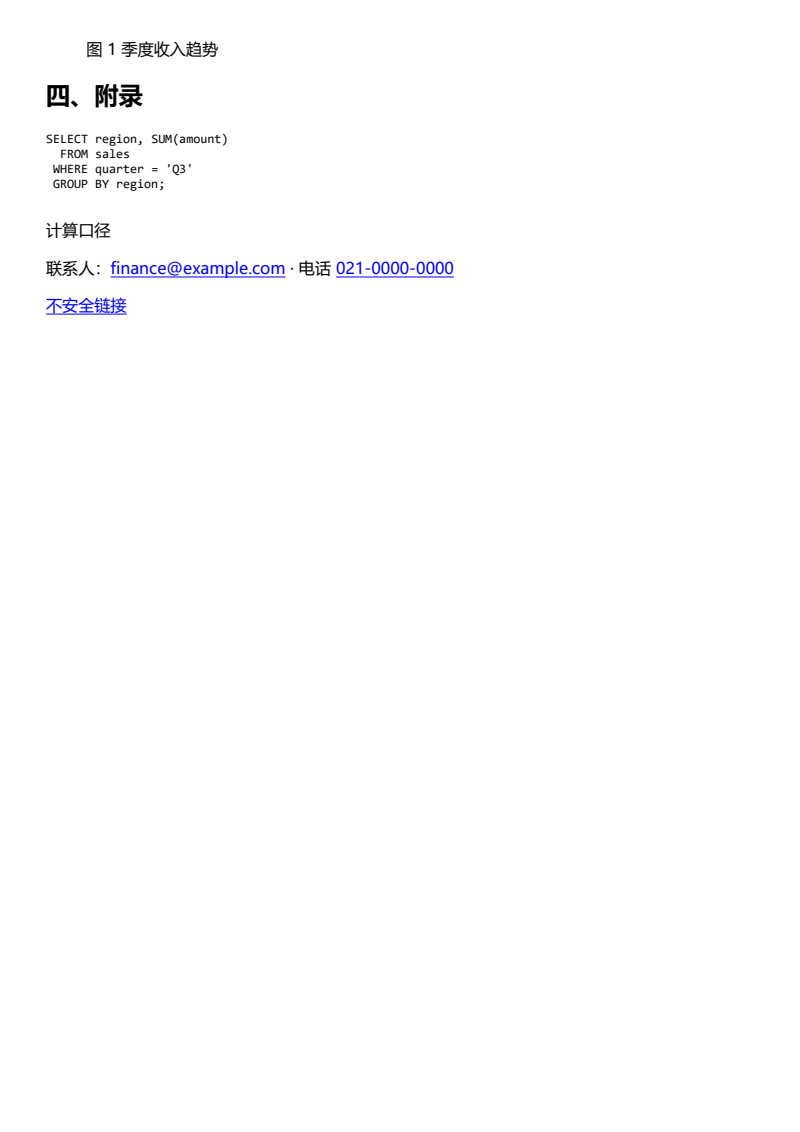 图 1 季度收入趋势
四、附录
SELECT region, SUM(amount)
  FROM sales
 WHERE quarter = 'Q3'
 GROUP BY region;
计算口径
联系人：finance@example.com · 电话 021-0000-0000
不安全链接